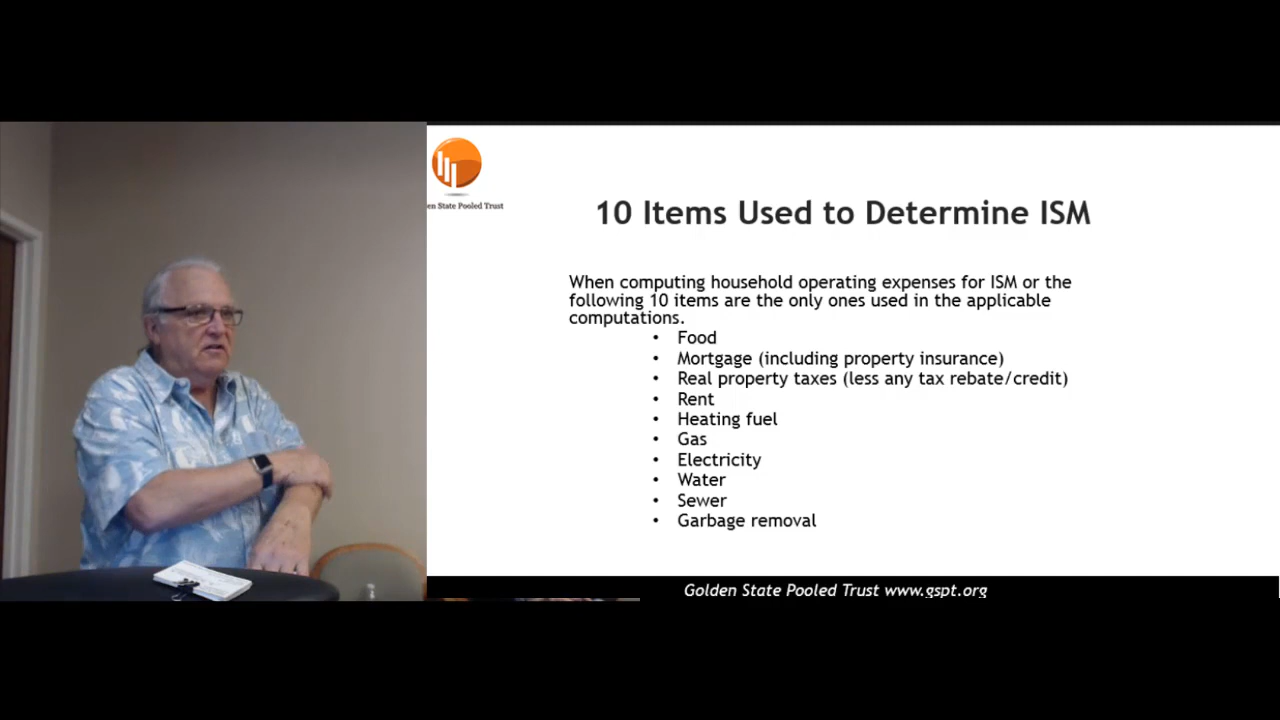 en State Pooled Trust
10 Items Used to Determine ISM
When computing household operating expenses for ISM or the
following 10 items are the only ones used in the applicable
computations.
• Food
• Mortgage (including property insurance)
• Real property taxes (less any tax rebate/credit)
• Rent
• Heating fuel
• Gas
• Electricity
• Water
• Sewer
• Garbage removal
Golden State Pooled Trust www.gspt.org